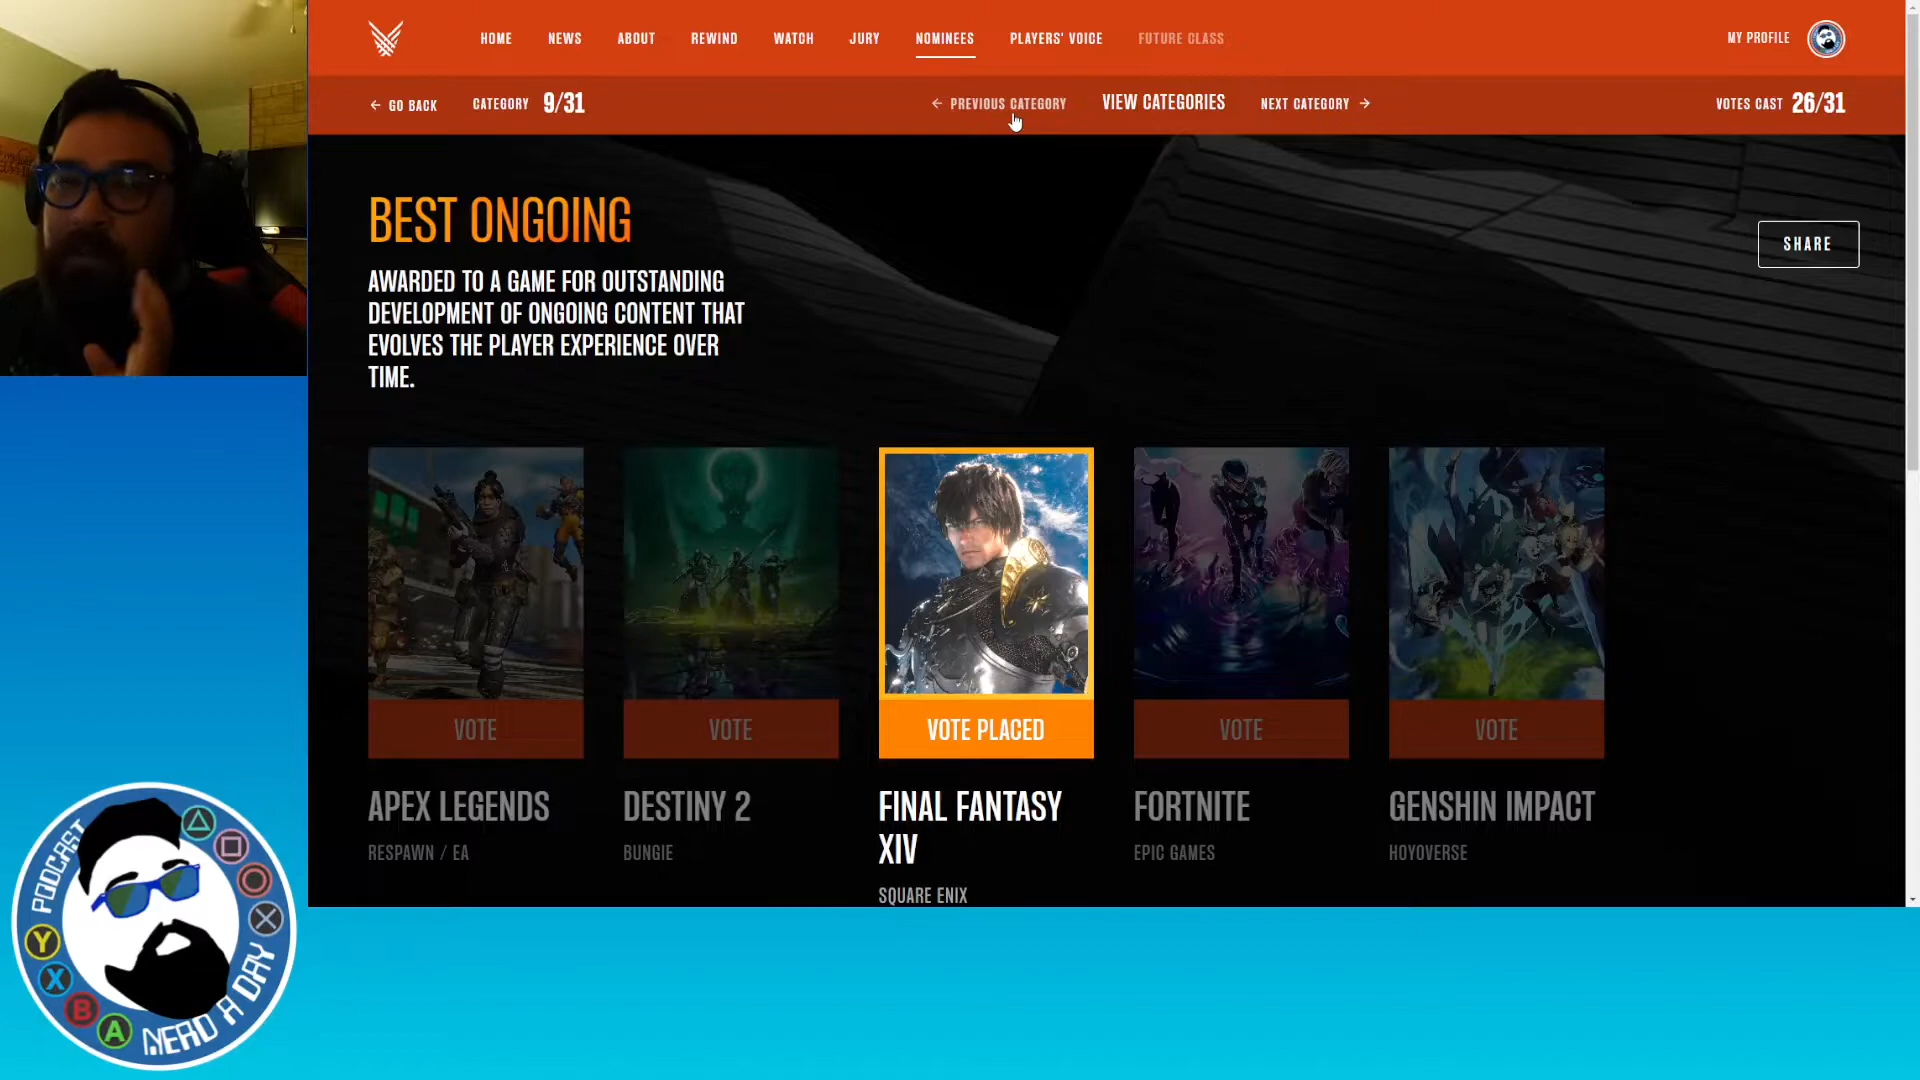 HOME NEWS ABOUT REWIND WATCH JURY NOMINEES PLAYERS' VOICE FUTURE CLASS MY PROFILE
← GO BACK CATEGORY 9/31 ← PREVIOUS CATEGORY VIEW CATEGORIES NEXT CATEGORY → VOTES CAST 26/31
BEST ONGOING
SHARE
AWARDED TO A GAME FOR OUTSTANDING
DEVELOPMENT OF ONGOING CONTENT THAT
EVOLVES THE PLAYER EXPERIENCE OVER
TIME.
VOTE VOTE VOTE PLACED VOTE VOTE
APEX LEGENDS DESTINY 2 FINAL FANTASY FORTNITE GENSHIN IMPACT
XIV
RESPAWN / EA BUNGIE EPIC GAMES HOYOVERSE
SQUARE ENIX
PODCAST
Y X B A
NERD A DAY